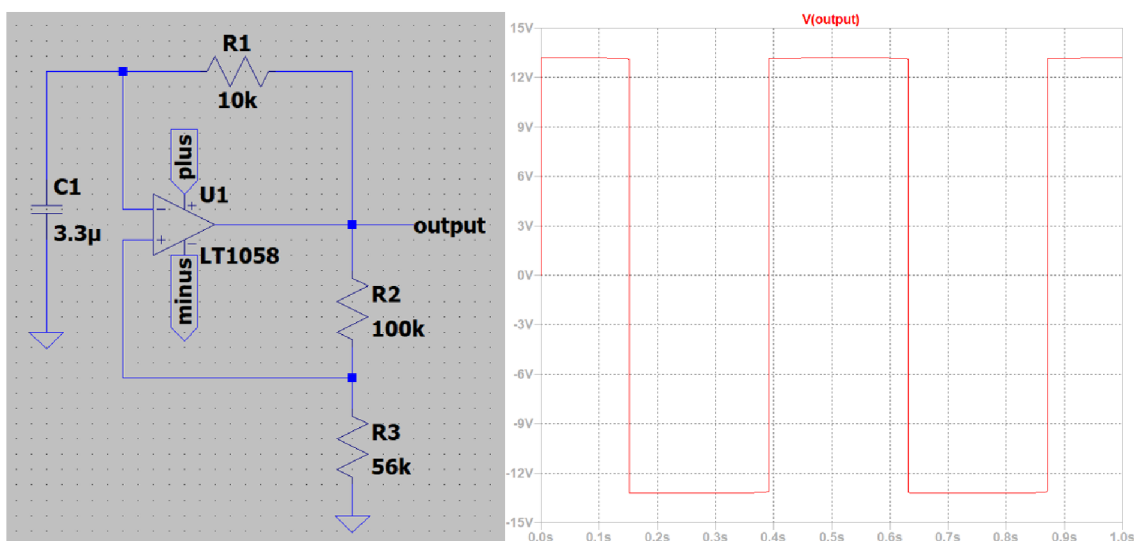 R1
10k
plus
C1
3.3µ
U1
LT1058
minus
output
R2
100k
R3
56k
V(output)
15V
12V
9V
6V
3V
0V
-3V
-6V
-9V
-12V
-15V
0.0s 0.1s 0.2s 0.3s 0.4s 0.5s 0.6s 0.7s 0.8s 0.9s 1.0s